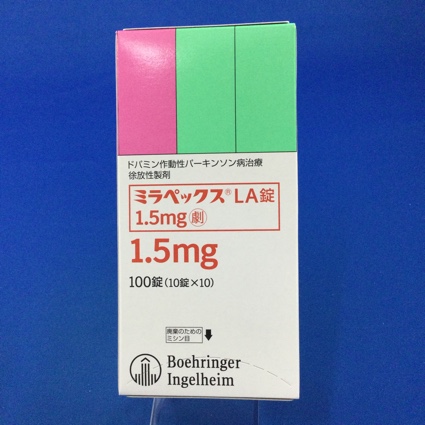 ドパミン作動性パーキンソン病治療
徐放性製剤
ミラペックス® LA錠
1.5mg 劇
1.5mg
100錠(10錠×10)
廃棄のための
ミシン目
Boehringer
Ingelheim